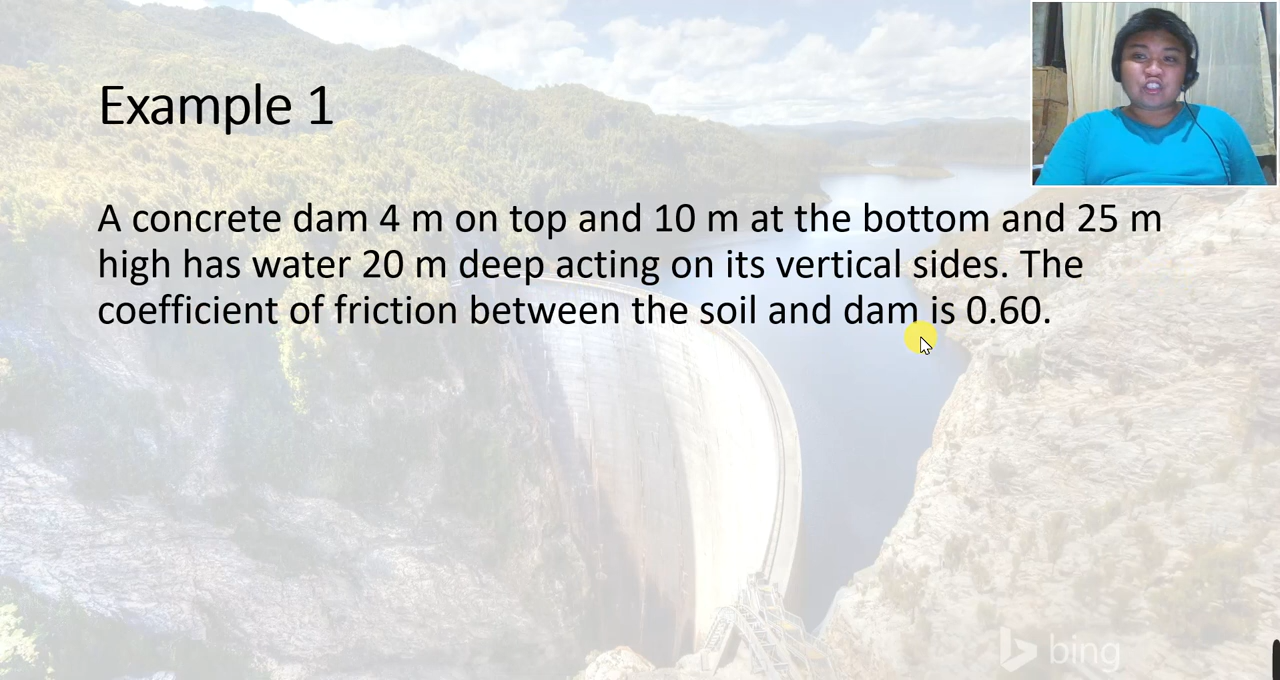 Example 1
A concrete dam 4 m on top and 10 m at the bottom and 25 m
high has water 20 m deep acting on its vertical sides. The
coefficient of friction between the soil and dam is 0.60.
bing